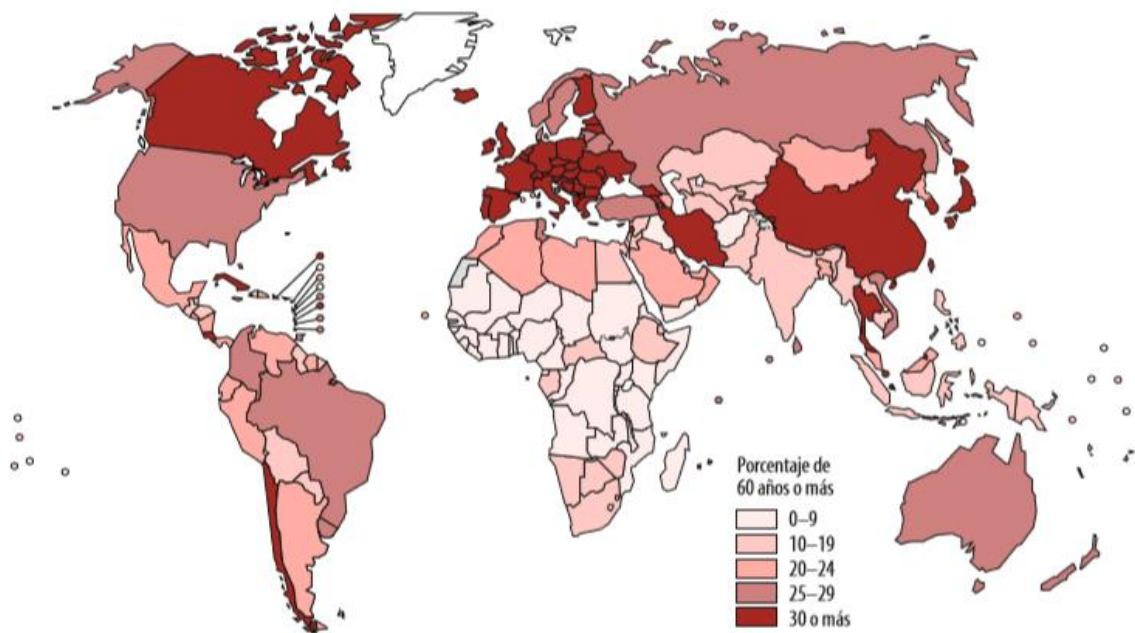 Porcentaje de
60 años o más
0–9
10–19
20–24
25–29
30 o más